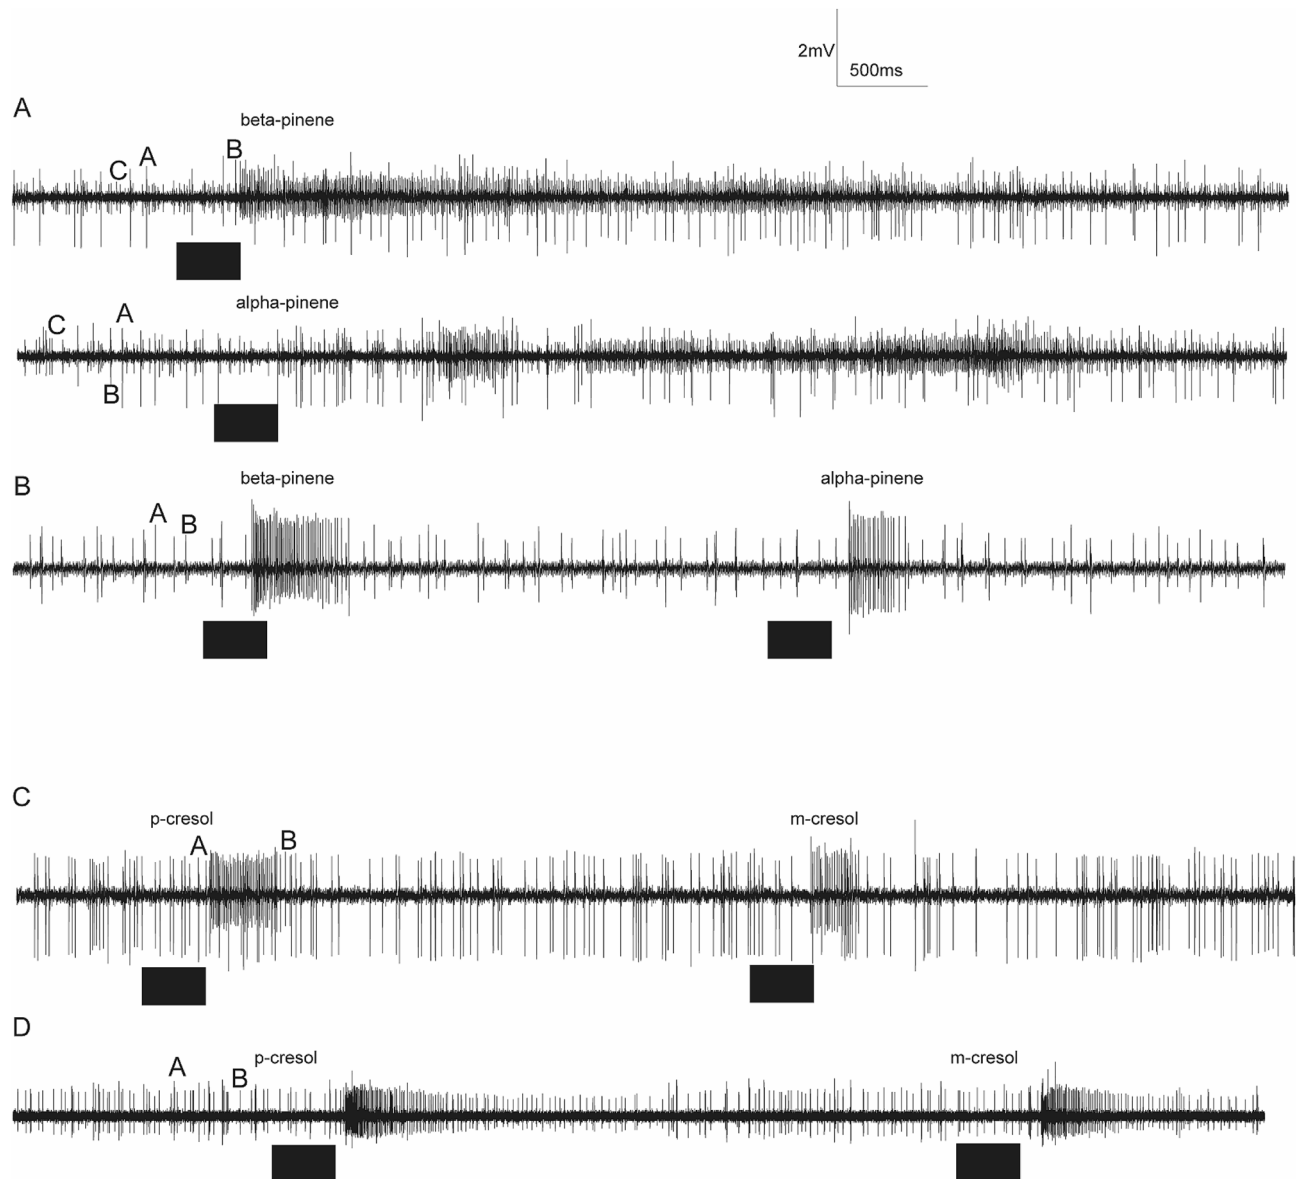 2mV
500ms
A
beta-pinene
C A B
alpha-pinene
C A
B
B
beta-pinene alpha-pinene
A B
C
p-cresol m-cresol
A B
D
p-cresol m-cresol
A B